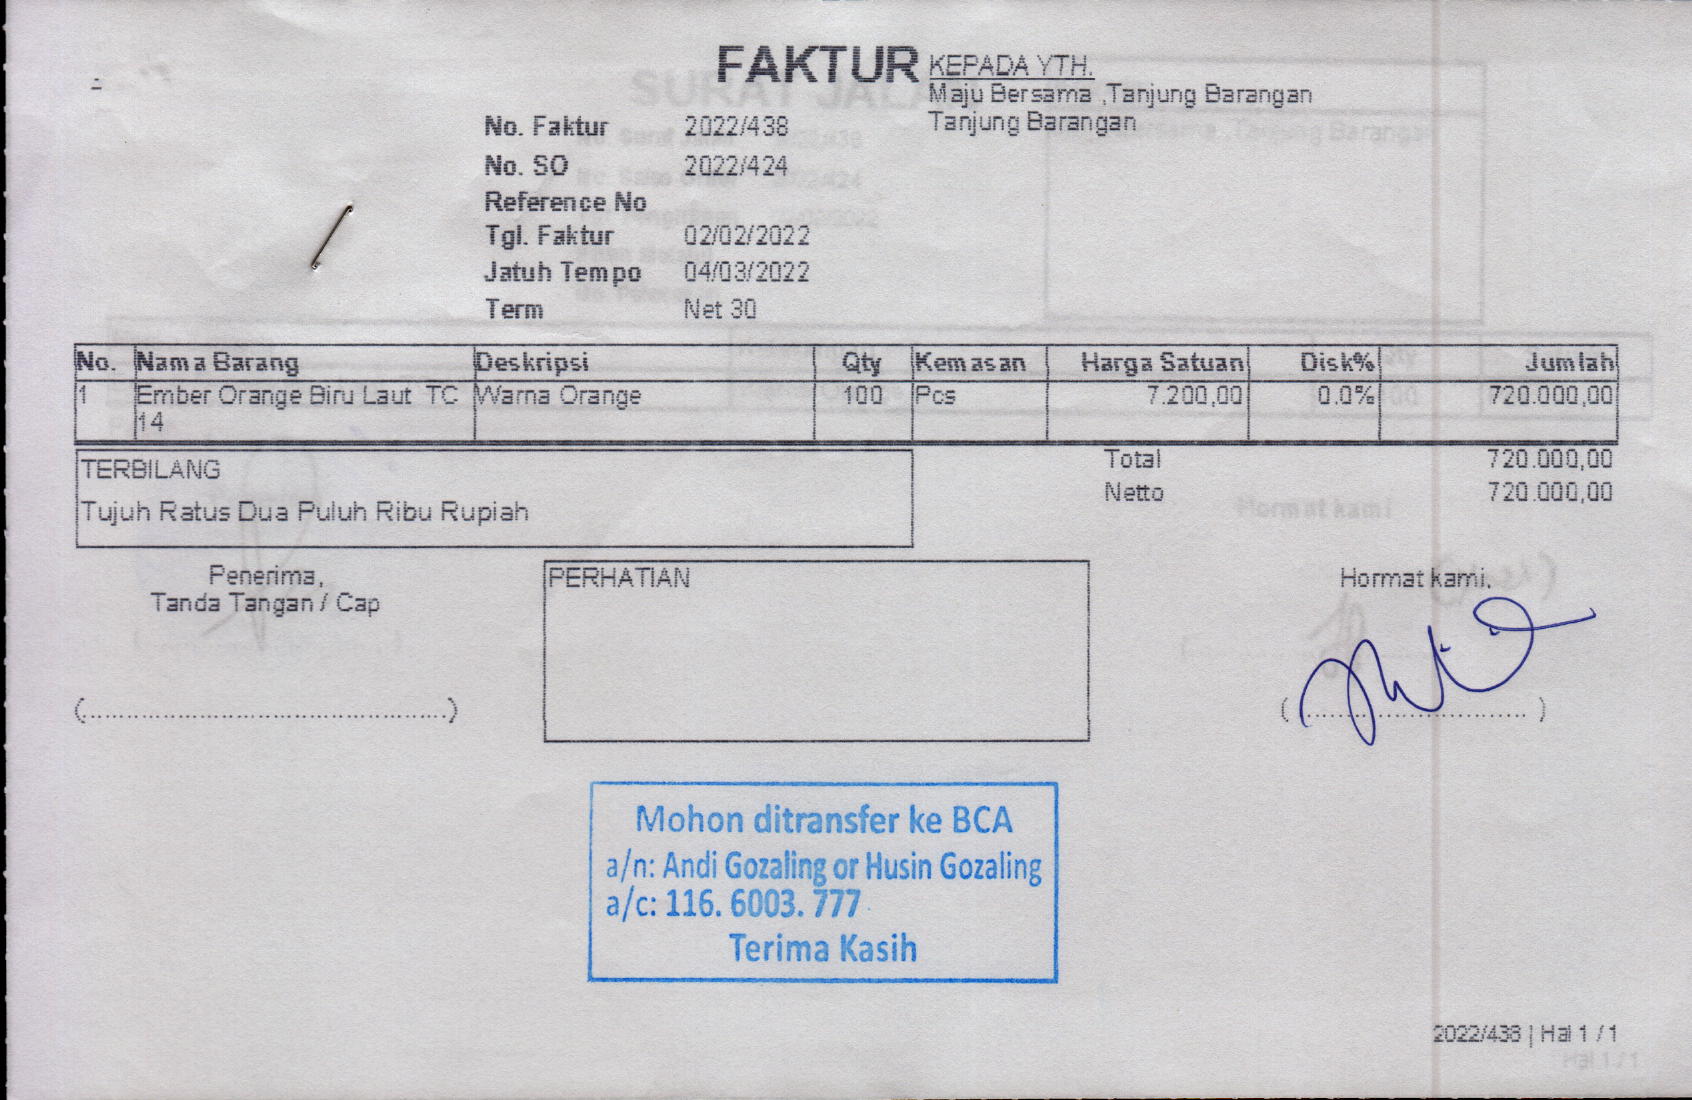 FAKTUR
KEPADA YTH.
Maju Bersama ,Tanjung Barangan
Tanjung Barangan
No. Faktur 2022/438
No. SO 2022/424
Reference No
Tgl. Faktur 02/02/2022
Jatuh Tempo 04/03/2022
Term Net 30
No. Nama Barang Deskripsi Qty Kemasan Harga Satuan Disk% Jumlah
1 Ember Orange Biru Laut TC Warna Orange 100 Pcs 7.200,00 0.0% 720.000,00
14
TERBILANG
Tujuh Ratus Dua Puluh Ribu Rupiah
Total 720.000,00
Netto 720.000,00
Penerima,
Tanda Tangan / Cap
(...............................................)
PERHATIAN
Hormat kami.
(............................)
Mohon ditransfer ke BCA
a/n: Andi Gozaling or Husin Gozaling
a/c: 116. 6003. 777
Terima Kasih
2022/438 | Hal 1 / 1
Hal 1 / 1